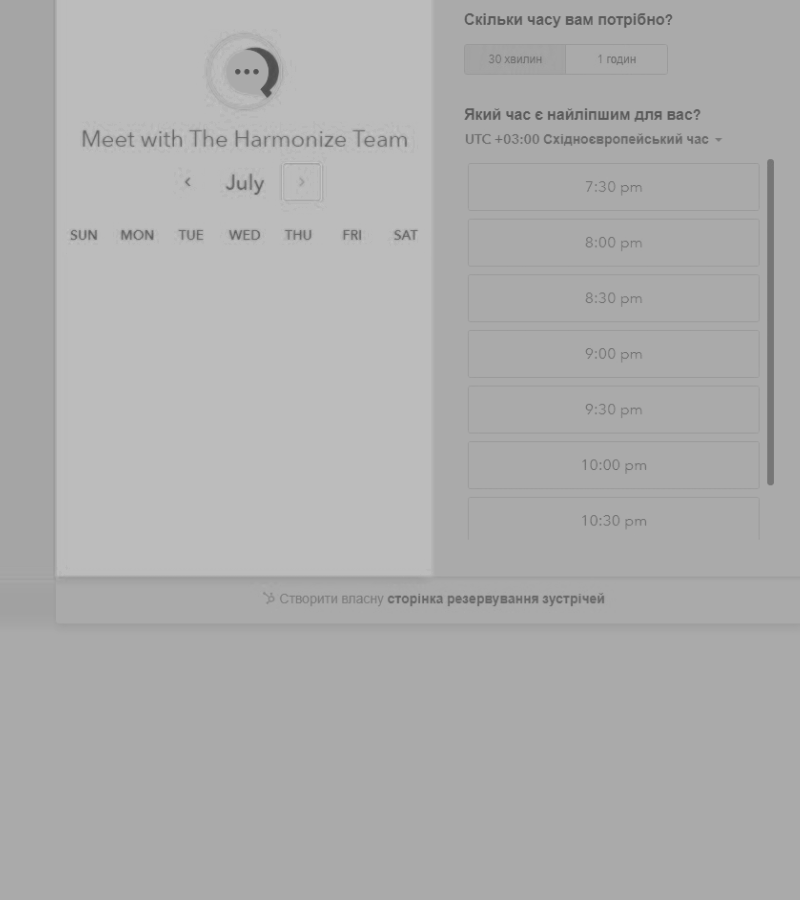 Meet with The Harmonize Team
July
SUN MON TUE WED THU FRI SAT
Скільки часу вам потрібно?
30 хвилин 1 годин
Який час є найліпшим для вас?
UTC +03:00 Східноєвропейський час
7:30 pm
8:00 pm
8:30 pm
9:00 pm
9:30 pm
10:00 pm
10:30 pm
Створити власну сторінка резервування зустрічей